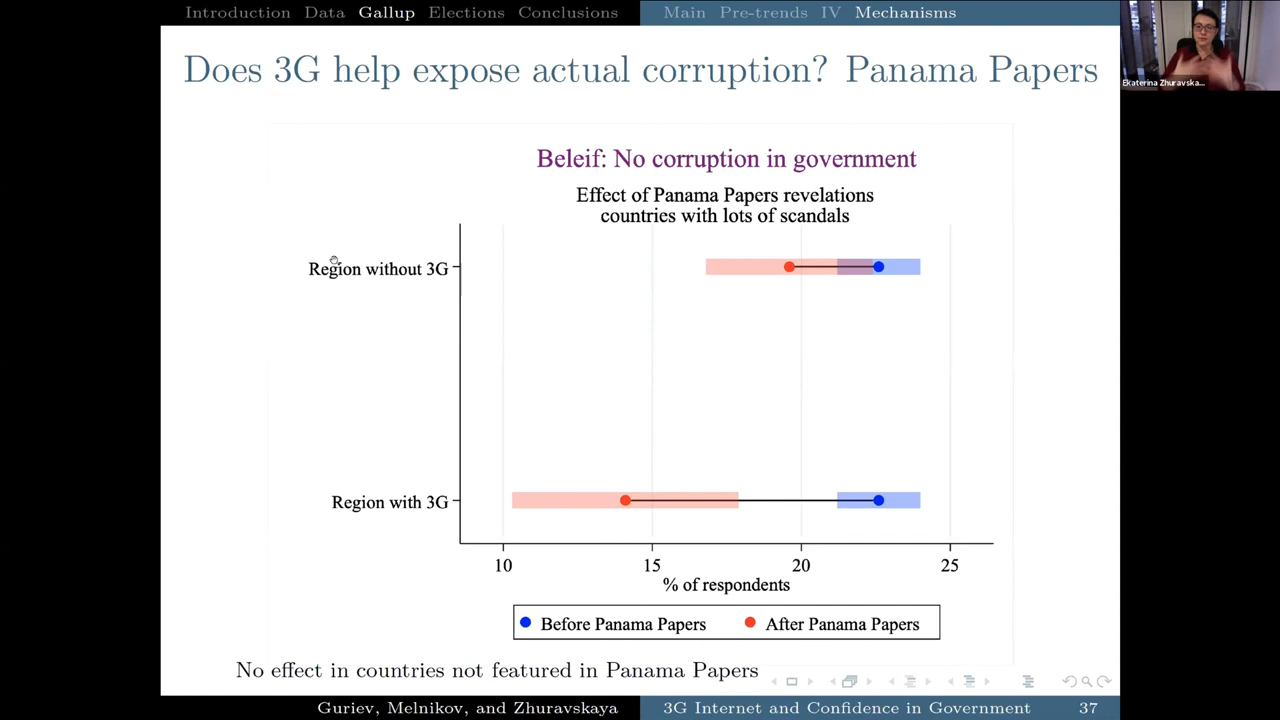 Introduction Data Gallup Elections Conclusions Main Pre-trends IV Mechanisms
Does 3G help expose actual corruption? Panama Papers
Ekaterina Zhuravska...
Beleif: No corruption in government
Effect of Panama Papers revelations
countries with lots of scandals
Region without 3G
Region with 3G
10 15 20 25
% of respondents
Before Panama Papers After Panama Papers
No effect in countries not featured in Panama Papers
Guriev, Melnikov, and Zhuravskaya 3G Internet and Confidence in Government 37